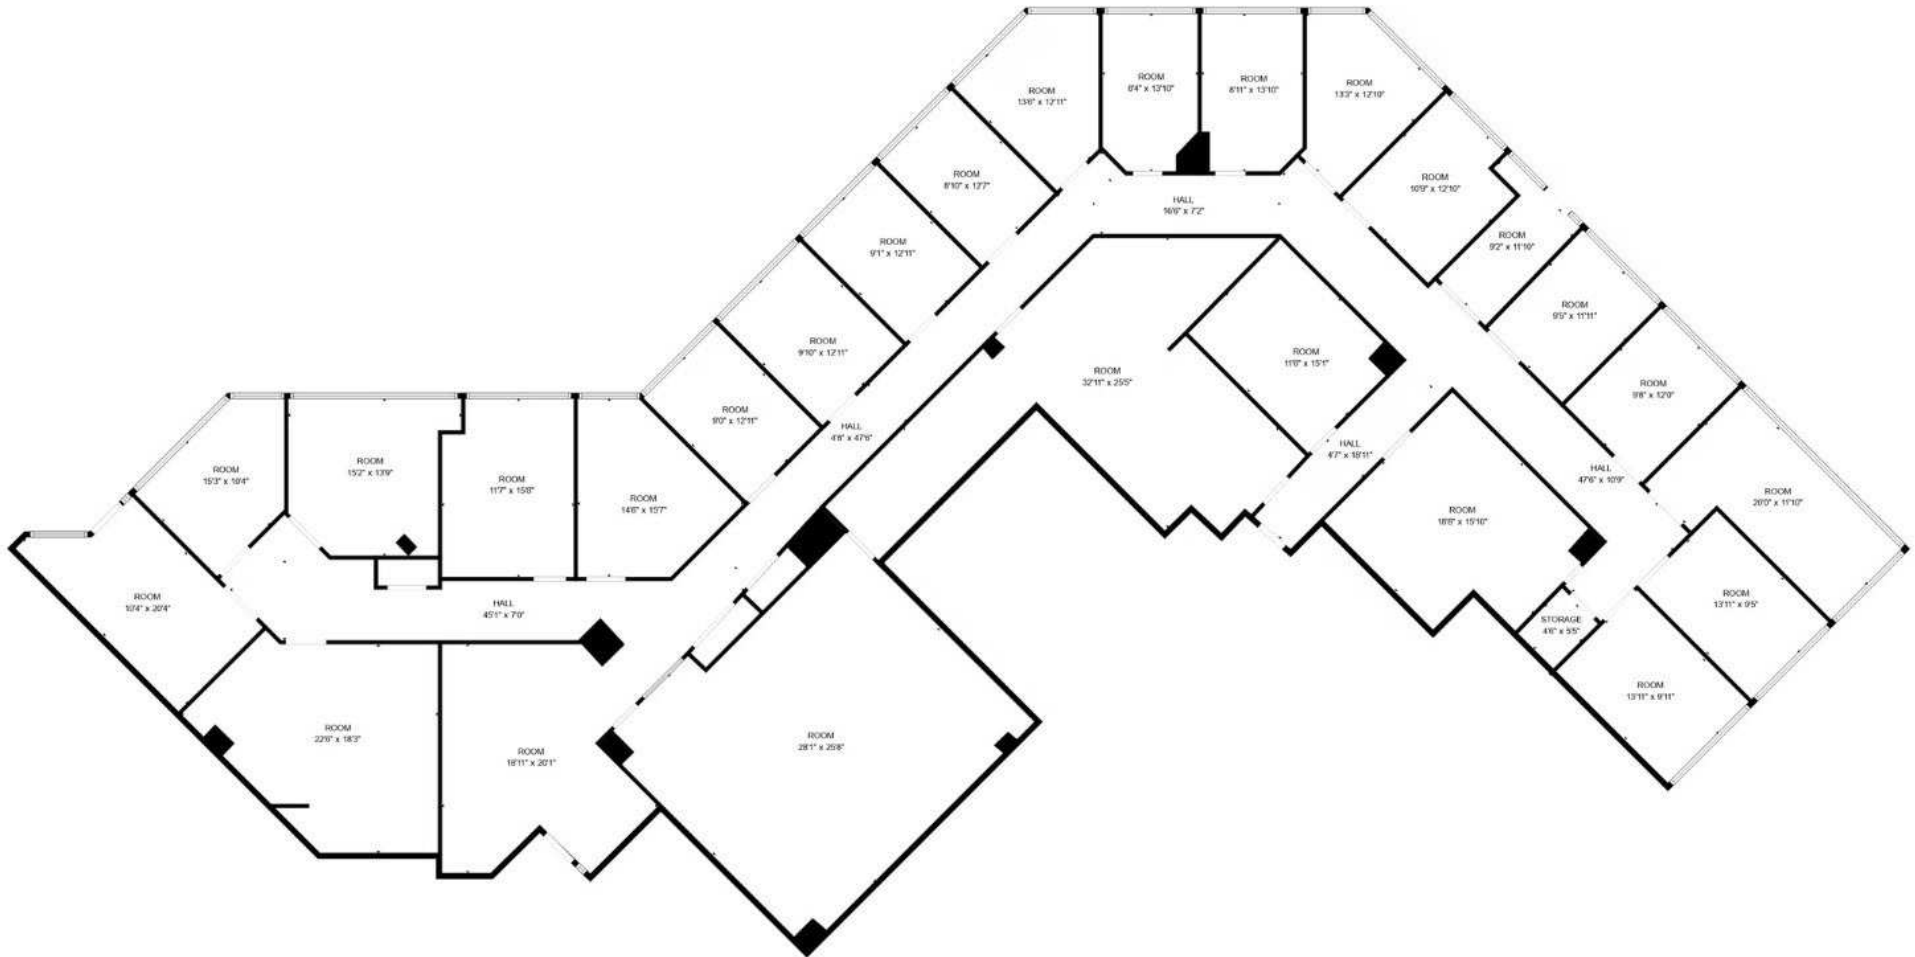 ROOM
13'6" x 12'11"
ROOM
8'4" x 13'10"
ROOM
8'11" x 13'10"
ROOM
13'3" x 12'10"
ROOM
8'10" x 12'7"
ROOM
10'9" x 12'10"
HALL
16'6" x 7'2"
ROOM
9'1" x 12'11"
ROOM
9'2" x 11'10"
ROOM
9'5" x 11'11"
ROOM
9'10" x 12'11"
ROOM
11'8" x 15'1"
ROOM
32'11" x 25'5"
ROOM
9'8" x 12'0"
ROOM
9'0" x 12'11"
HALL
4'8" x 47'6"
HALL
4'7" x 18'11"
ROOM
15'3" x 10'4"
ROOM
15'2" x 13'9"
ROOM
11'7" x 15'8"
ROOM
14'6" x 15'7"
HALL
47'6" x 10'9"
ROOM
20'0" x 11'10"
ROOM
18'8" x 15'10"
ROOM
10'4" x 20'4"
HALL
45'1" x 7'0"
ROOM
13'11" x 9'5"
STORAGE
4'6" x 5'5"
ROOM
13'11" x 9'11"
ROOM
22'6" x 18'3"
ROOM
18'11" x 20'1"
ROOM
28'1" x 25'8"